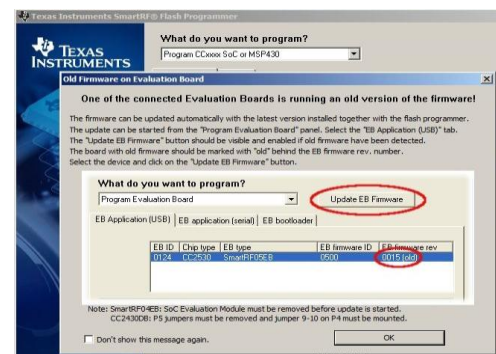 Texas Instruments SmartRF® Flash Programmer
TEXAS
INSTRUMENTS
What do you want to program?
Program CCxxxx SoC or MSP430
Old Firmware on Evaluation Board
One of the connected Evaluation Boards is running an old version of the firmware!
The firmware can be updated automatically with the latest version installed together with the flash programmer.
The update can be started from the "Program Evaluation Board" panel. Select the "EB Application (USB)" tab.
The "Update EB Firmware" button should be visible and enabled if old firmware have been detected.
The board with old firmware should be marked with "old" behind the EB firmware rev. number.
Select the device and click on the "Update EB Firmware" button.
What do you want to program?
Program Evaluation Board
Update EB Firmware
EB Application (USB) EB application (serial) EB bootloader
EB ID Chip type EB type EB firmware ID EB firmware rev
0124 CC2530 SmartRF05EB 0500 0015 (old)
Note: SmartRF04EB: SoC Evaluation Module must be removed before update is started.
CC2430DB: P5 jumpers must be removed and jumper 9-10 on P4 must be mounted.
Don't show this message again.
OK